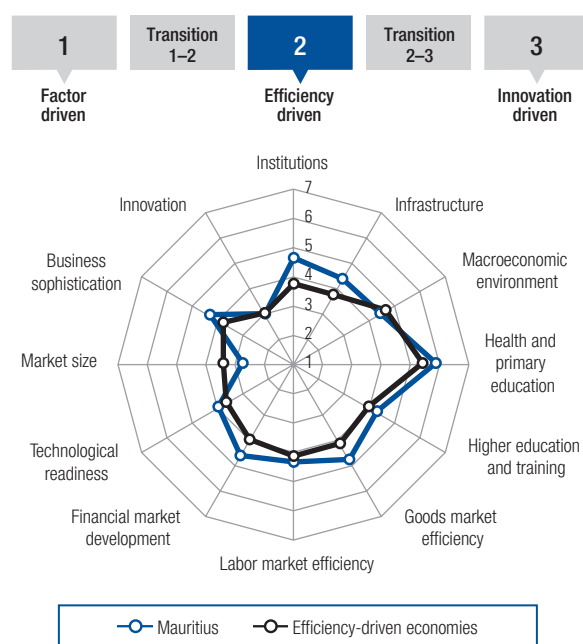 1
Transition
1–2
2
Transition
2–3
3
Factor
driven
Efficiency
driven
Innovation
driven
Institutions
7
Innovation
Infrastructure
6
Business
sophistication
5
Macroeconomic
environment
4
3
2
Market size
1
Health and
primary
education
Technological
readiness
Higher education
and training
Financial market
development
Goods market
efficiency
Labor market efficiency
Mauritius
Efficiency-driven economies